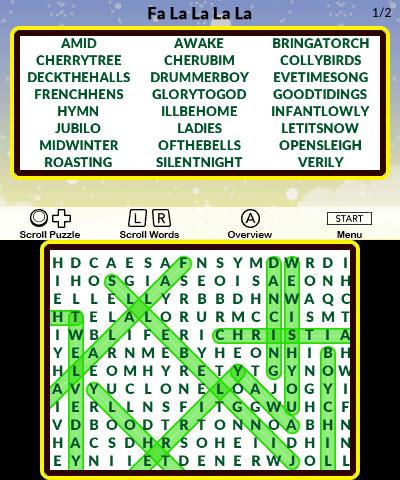 Fa La La La La
1/2
AMID AWAKE BRINGATORCH
CHERRYTREE CHERUBIM COLLYBIRDS
DECKTHEHALLS DRUMMERBOY EVETIMESONG
FRENCHHENS GLORYTOGOD GOODTIDINGS
HYMN ILLBEHOME INFANTLOWLY
JUBILO LADIES LETITSNOW
MIDWINTER OFTHEBELLS OPENSLEIGH
ROASTING SILENTNIGHT VERILY
L R A START
Scroll Puzzle Scroll Words Overview Menu
H D C A E S A F N S Y M D W R D I
I H O S G I A S E O I S A E O N H
E L L E L L Y R B B D H N W A Q C
H T E L A L O R U R M C C I S M T
I W B L I F E R I C H R I S T I A
Y E A R N M E B Y H E O N H I B H
H L E O M H Y R E T Y T G Y N O W
A V Y U C L O N E L O A J O G Y I
I E R L L N S F I T G G W U H C F
V D B O O D T R T O N N O A B H N
H A C S D H R S O H E I I D H I N
E Y N I I E T D E N E R W J O L L